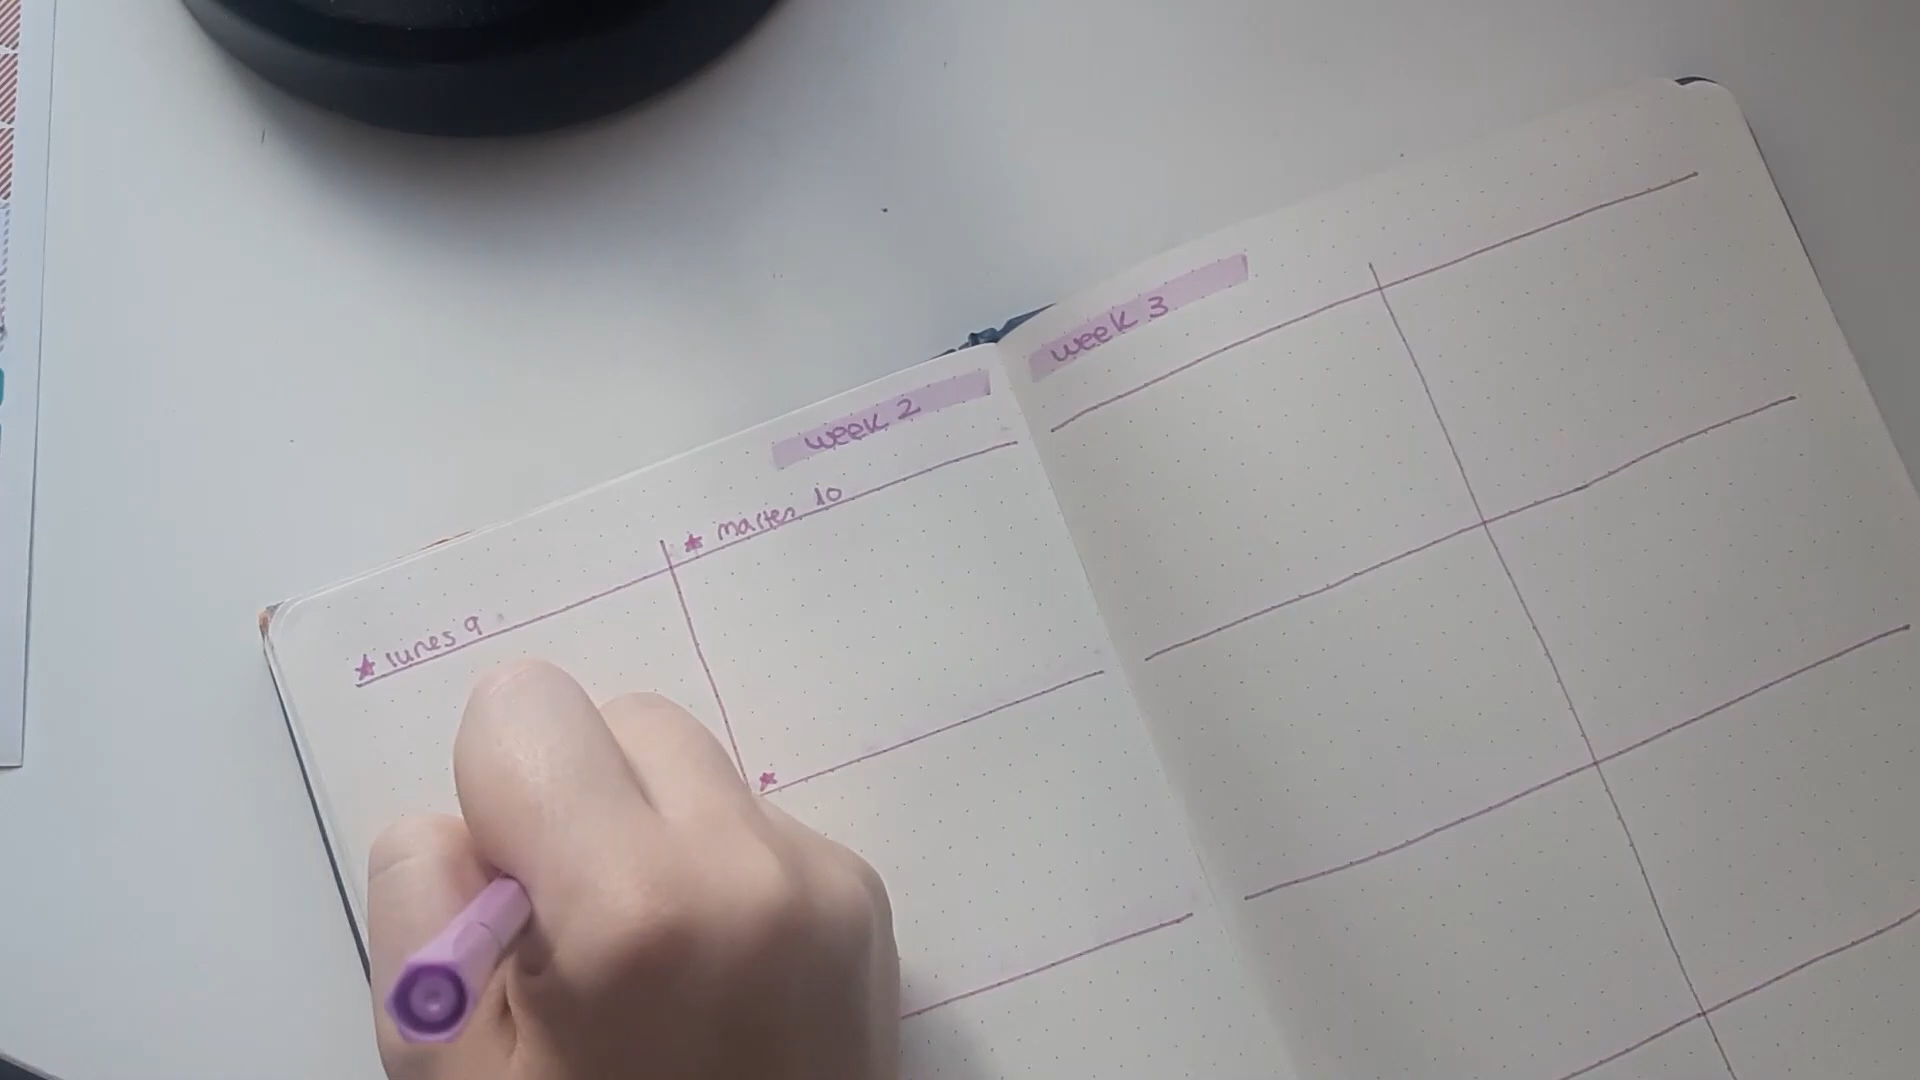 week 2
★ lunes 9
★ martes 10
★
week 3